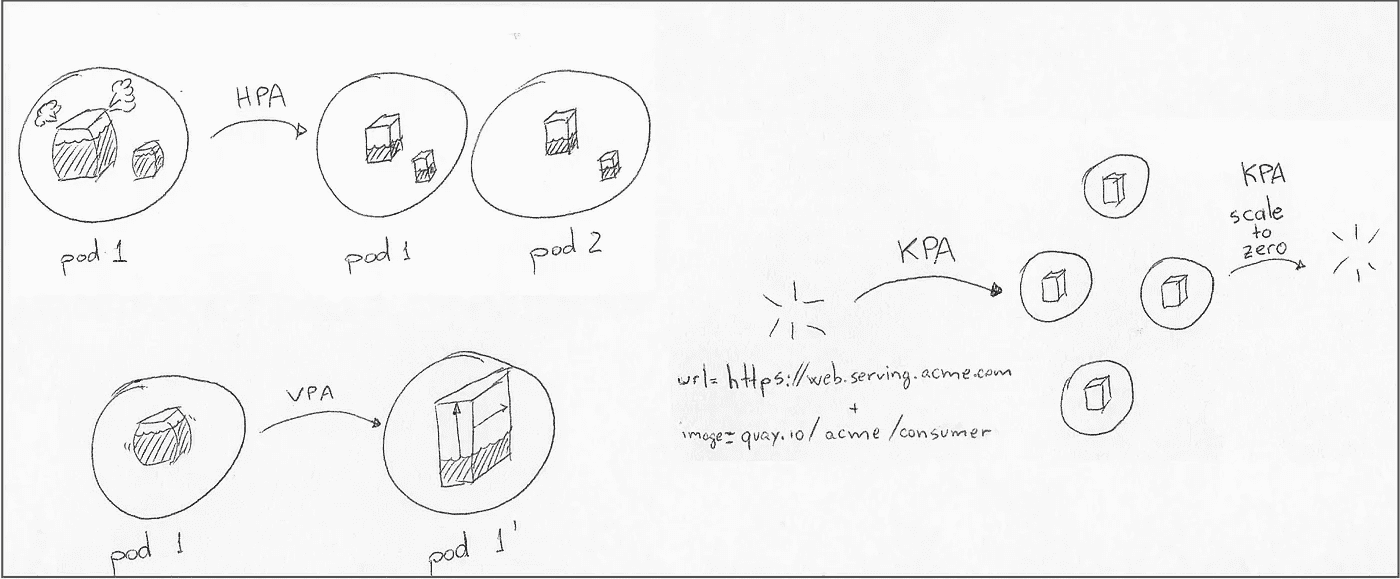 HPA
pod 1
pod 1
pod 2
VPA
pod 1
pod 1'
KPA
url= https://web.serving.acme.com
+
image= quay.io/acme/consumer
KPA
scale
to
zero